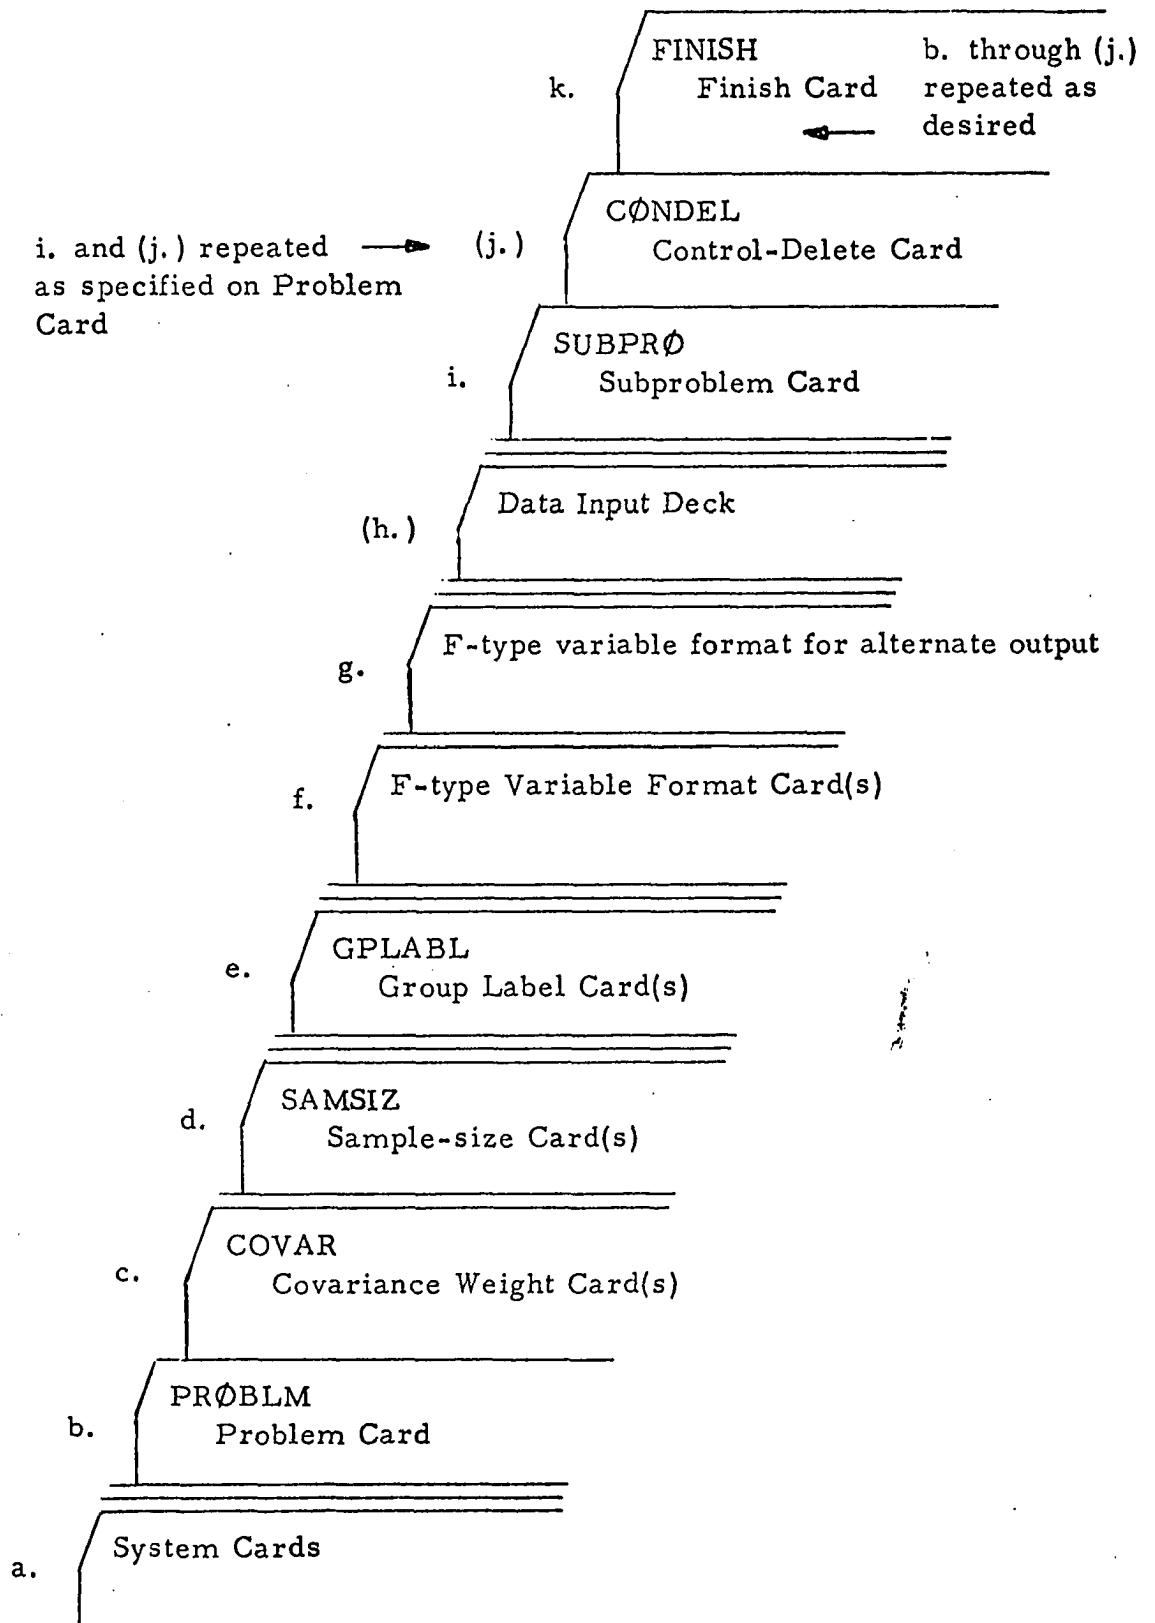 k.
FINISH
Finish Card
b. through (j.)
repeated as
desired
i. and (j.) repeated
as specified on Problem
Card
(j.)
CØNDEL
Control-Delete Card
i.
SUBPRØ
Subproblem Card
(h.)
Data Input Deck
g.
F-type variable format for alternate output
f.
F-type Variable Format Card(s)
e.
GPLABL
Group Label Card(s)
d.
SAMSIZ
Sample-size Card(s)
c.
COVAR
Covariance Weight Card(s)
b.
PRØBLM
Problem Card
a.
System Cards